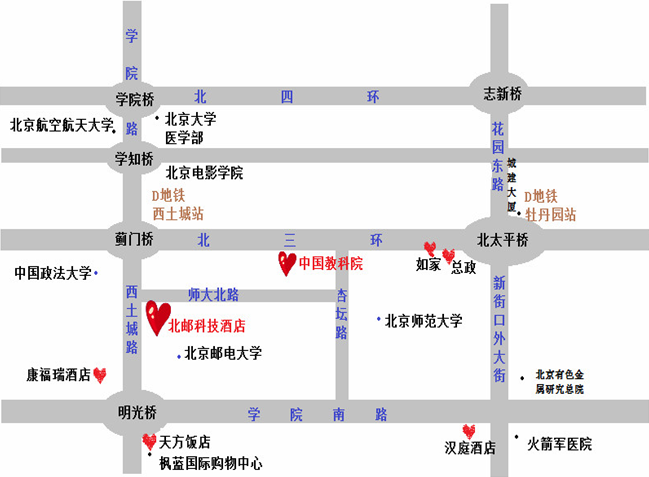 学院路
学院桥
北四环
志新桥
北京航空航天大学
北京大学
医学部
花园东路
学知桥
北京电影学院
城建大厦
D地铁
西土城站
D地铁
牡丹园站
蓟门桥
北三环
北太平桥
中国教科院
如家
总政
中国政法大学
西土城路
师大北路
杏坛路
新街口外大街
北邮科技酒店
北京师范大学
北京邮电大学
康福瑞酒店
北京有色金
属研究总院
明光桥
学院南路
天方饭店
汉庭酒店
火箭军医院
枫蓝国际购物中心